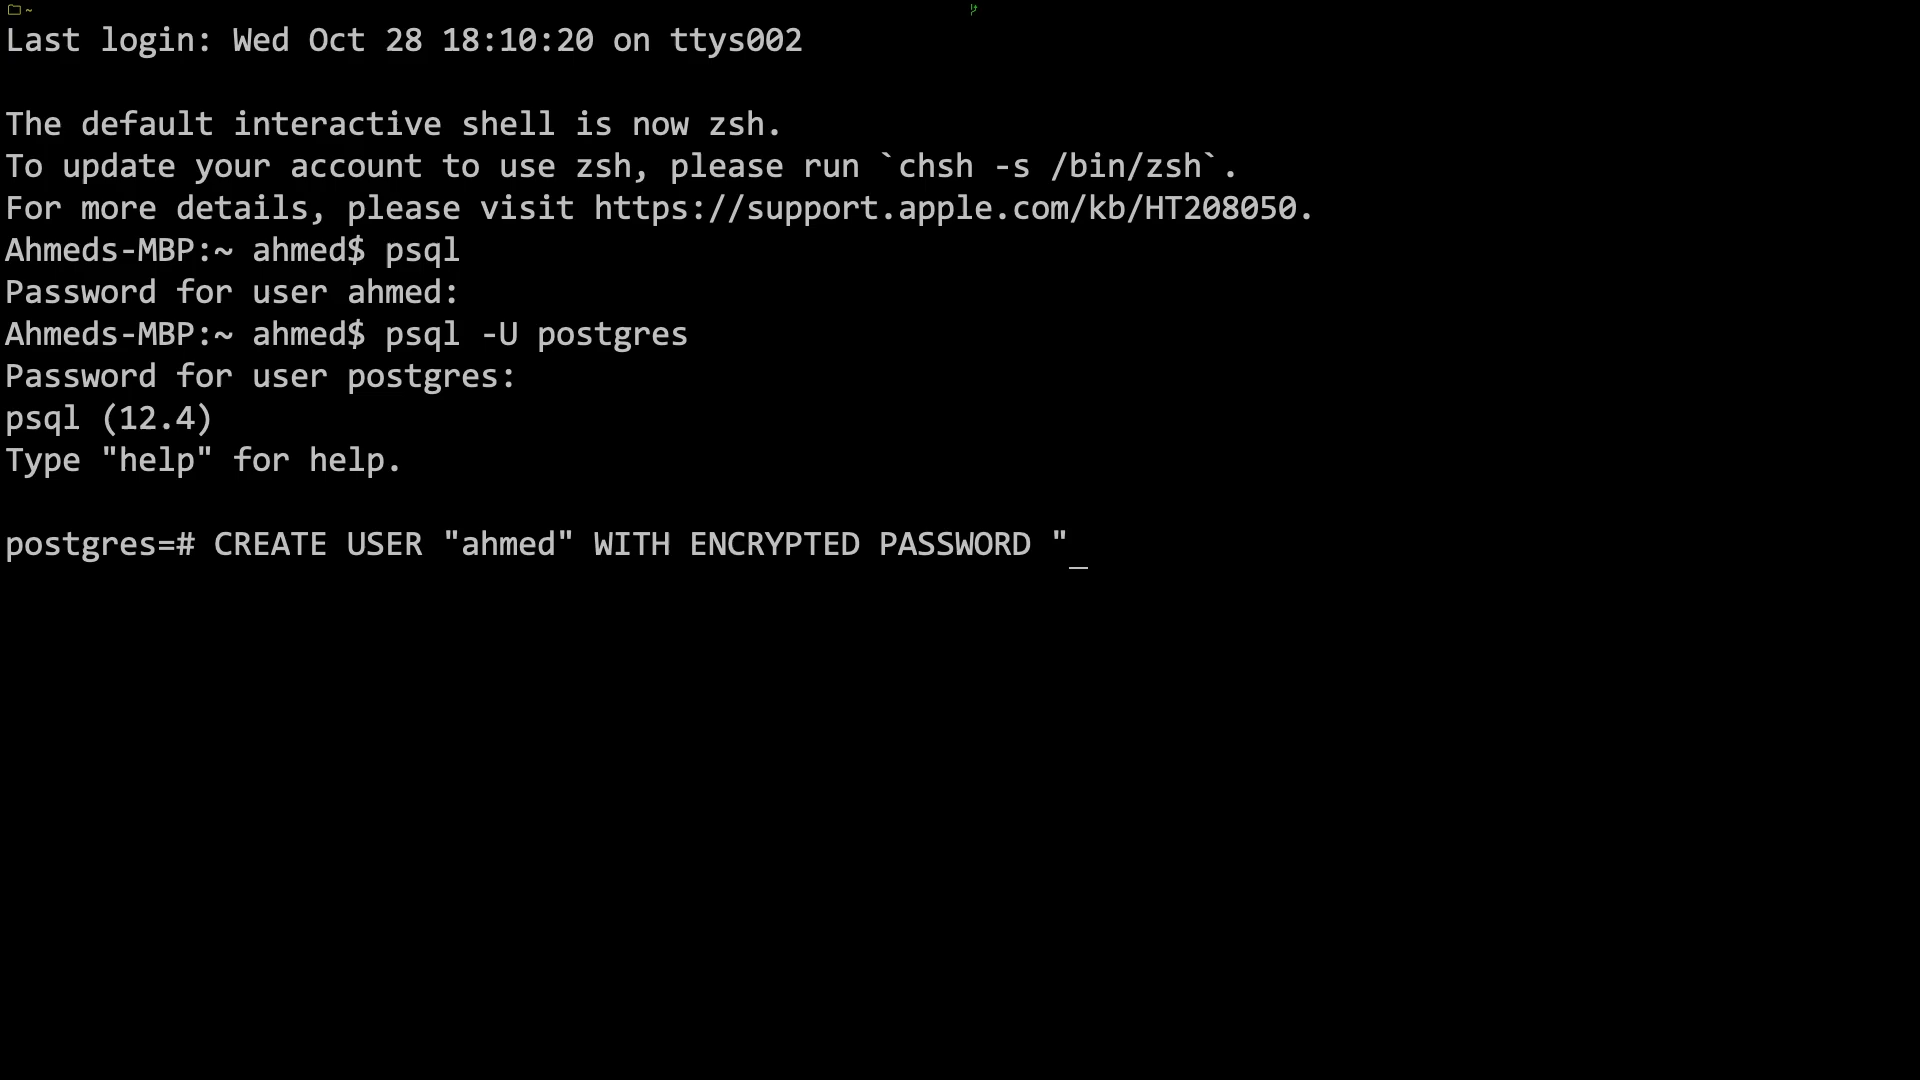 ~
Last login: Wed Oct 28 18:10:20 on ttys002
The default interactive shell is now zsh.
To update your account to use zsh, please run `chsh -s /bin/zsh`.
For more details, please visit https://support.apple.com/kb/HT208050.
Ahmeds-MBP:~ ahmed$ psql
Password for user ahmed:
Ahmeds-MBP:~ ahmed$ psql -U postgres
Password for user postgres:
psql (12.4)
Type "help" for help.
postgres=# CREATE USER "ahmed" WITH ENCRYPTED PASSWORD "_